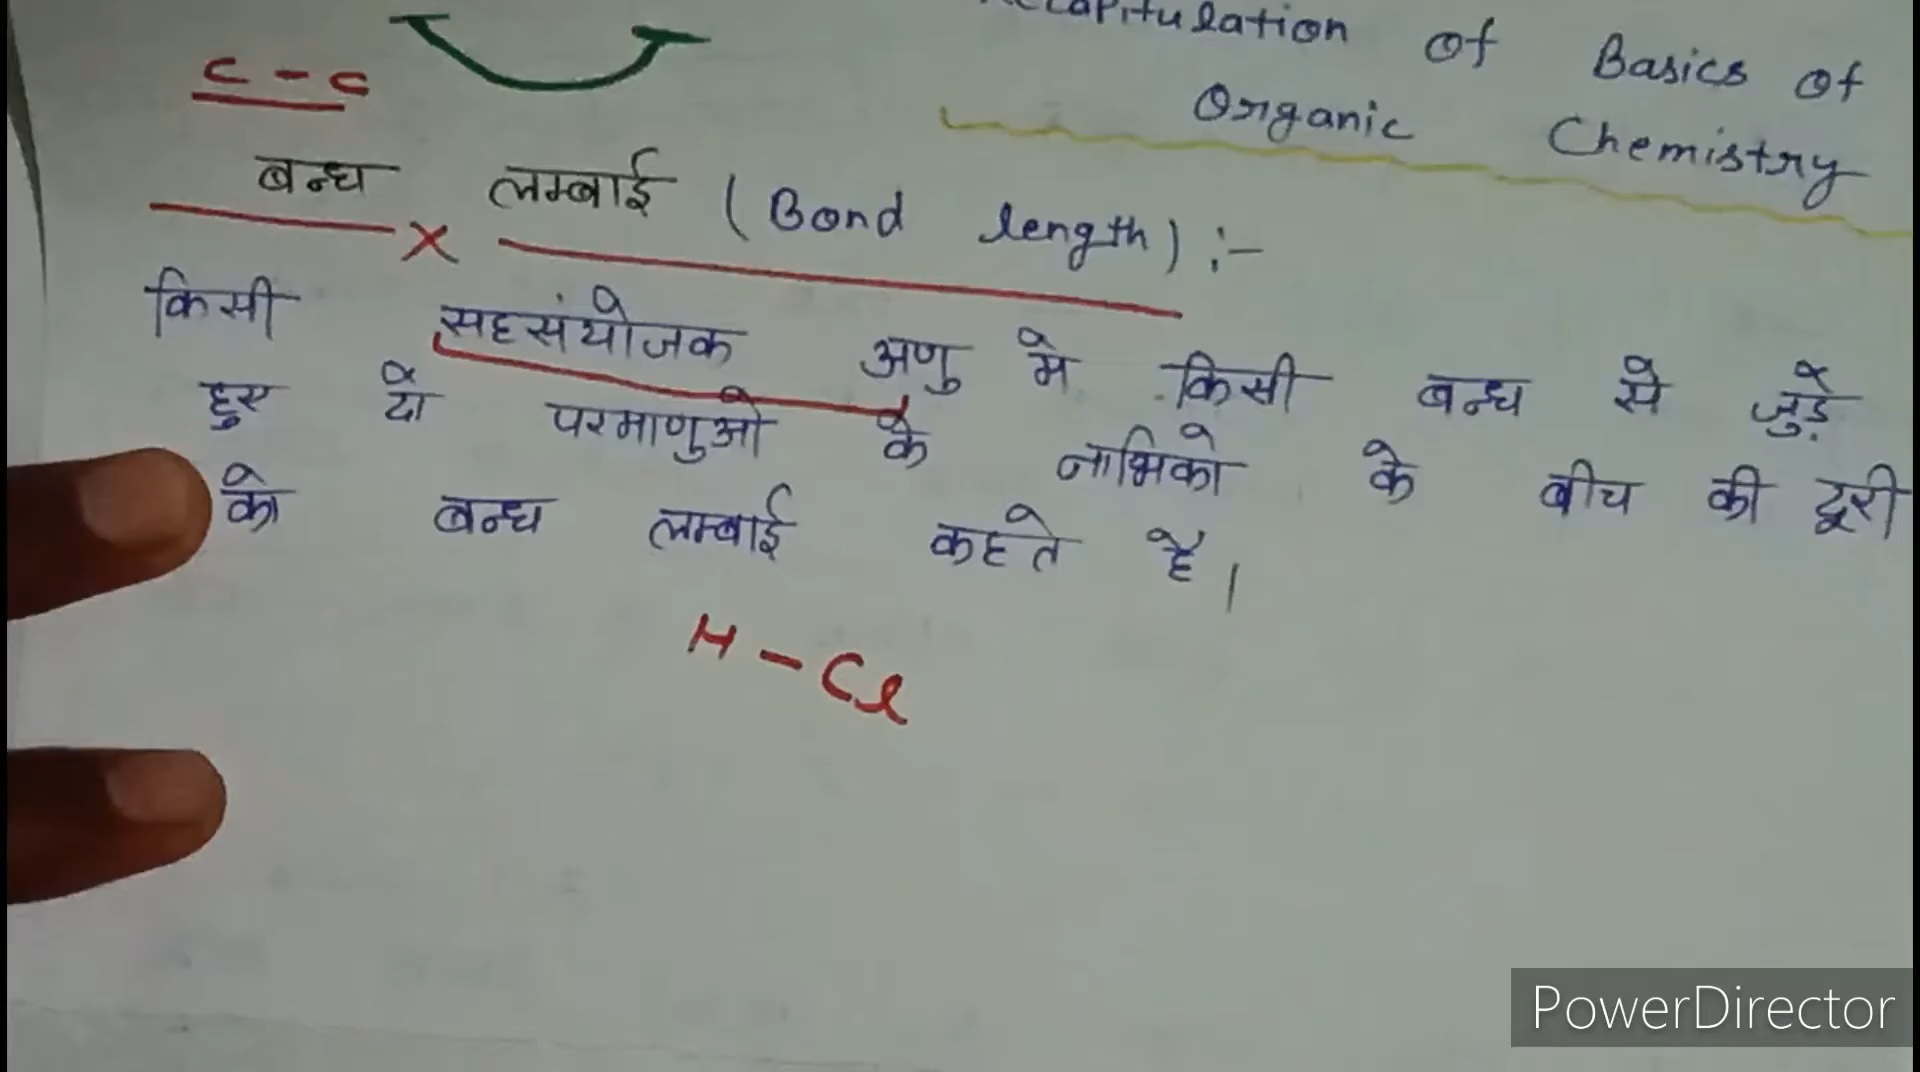 of Basics of
Organic Chemistry
C - C
बन्ध लम्बाई (Bond length) :-
किसी सहसंयोजक अणु मे किसी बन्ध से जुड़े
हुए दो परमाणुओ के नाभिको के बीच की दूरी
को बन्ध लम्बाई कहते है।
H - Cl
PowerDirector